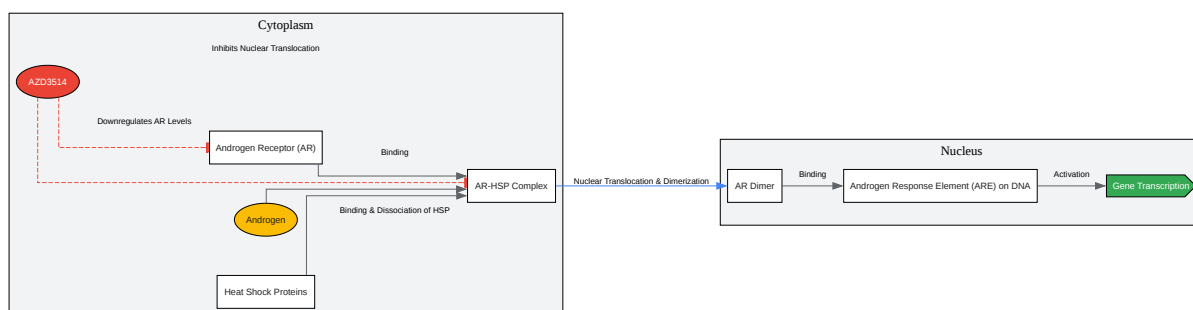 Cytoplasm
Inhibits Nuclear Translocation
AZD3514
Downregulates AR Levels
Androgen Receptor (AR)
Binding
AR-HSP Complex
Androgen
Binding & Dissociation of HSP
Heat Shock Proteins
Nuclear Translocation & Dimerization
Nucleus
AR Dimer
Binding
Androgen Response Element (ARE) on DNA
Activation
Gene Transcription